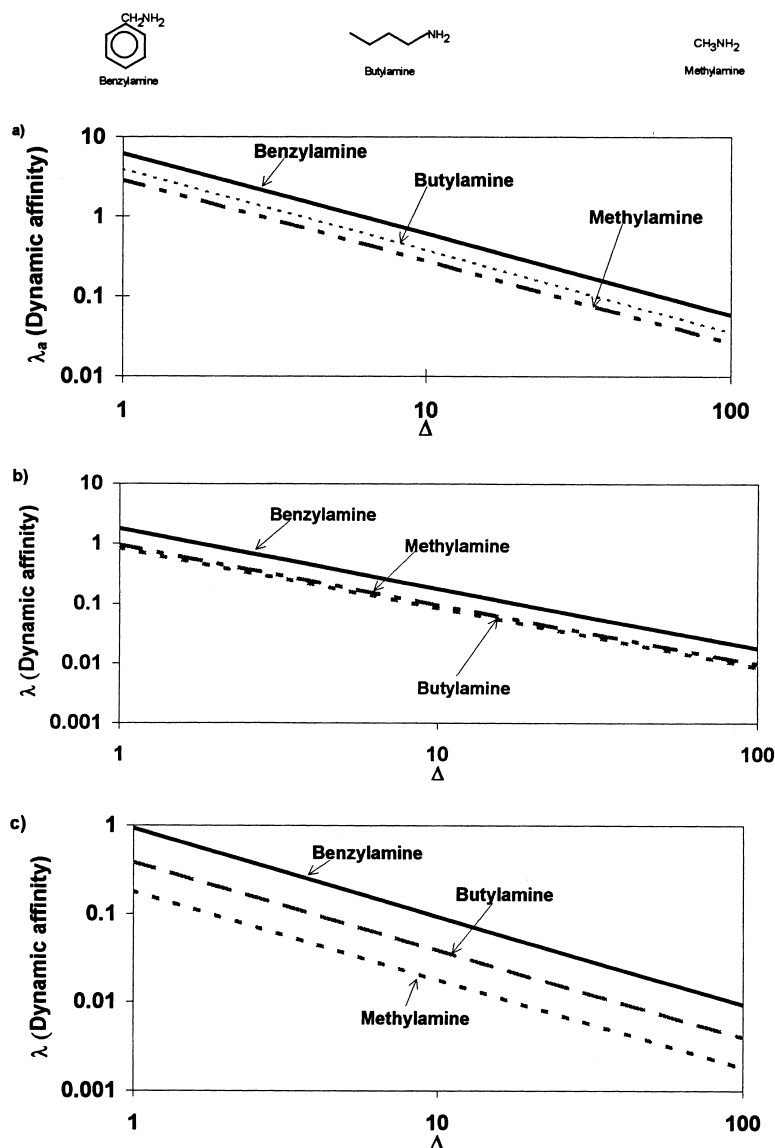 CH2NH2
Benzylamine
NH2
Butylamine
CH3NH2
Methylamine
a)
10
1
0.1
0.01
λa (Dynamic affinity)
Benzylamine
Butylamine
Methylamine
1
10
100
Δ
b)
10
1
0.1
0.01
0.001
λ (Dynamic affinity)
Benzylamine
Methylamine
Butylamine
1
10
100
Δ
c)
1
0.1
0.01
0.001
λ (Dynamic affinity)
Benzylamine
Butylamine
Methylamine
1
10
100
Δ